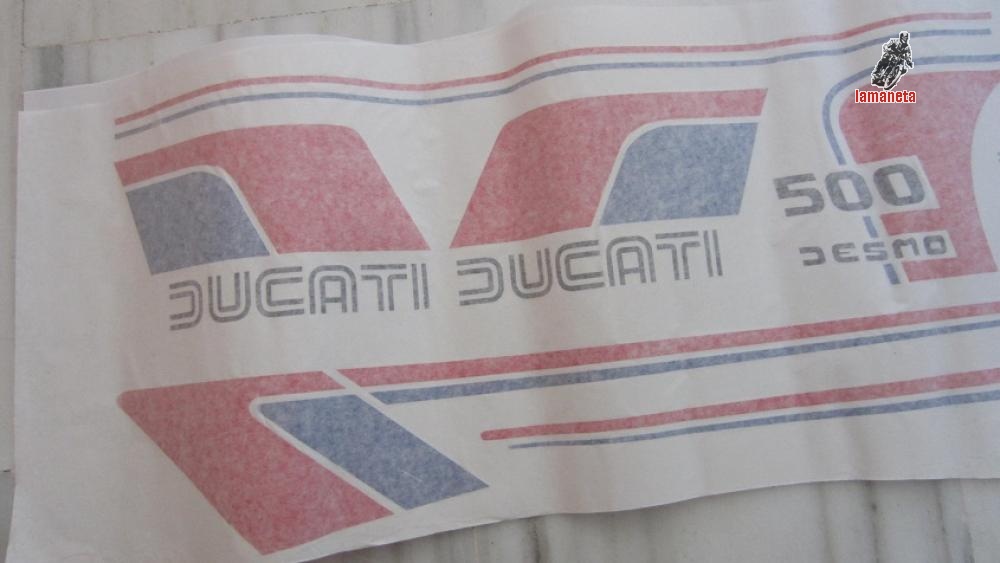 lamaneta
DUCATI DUCATI
500
DESMO